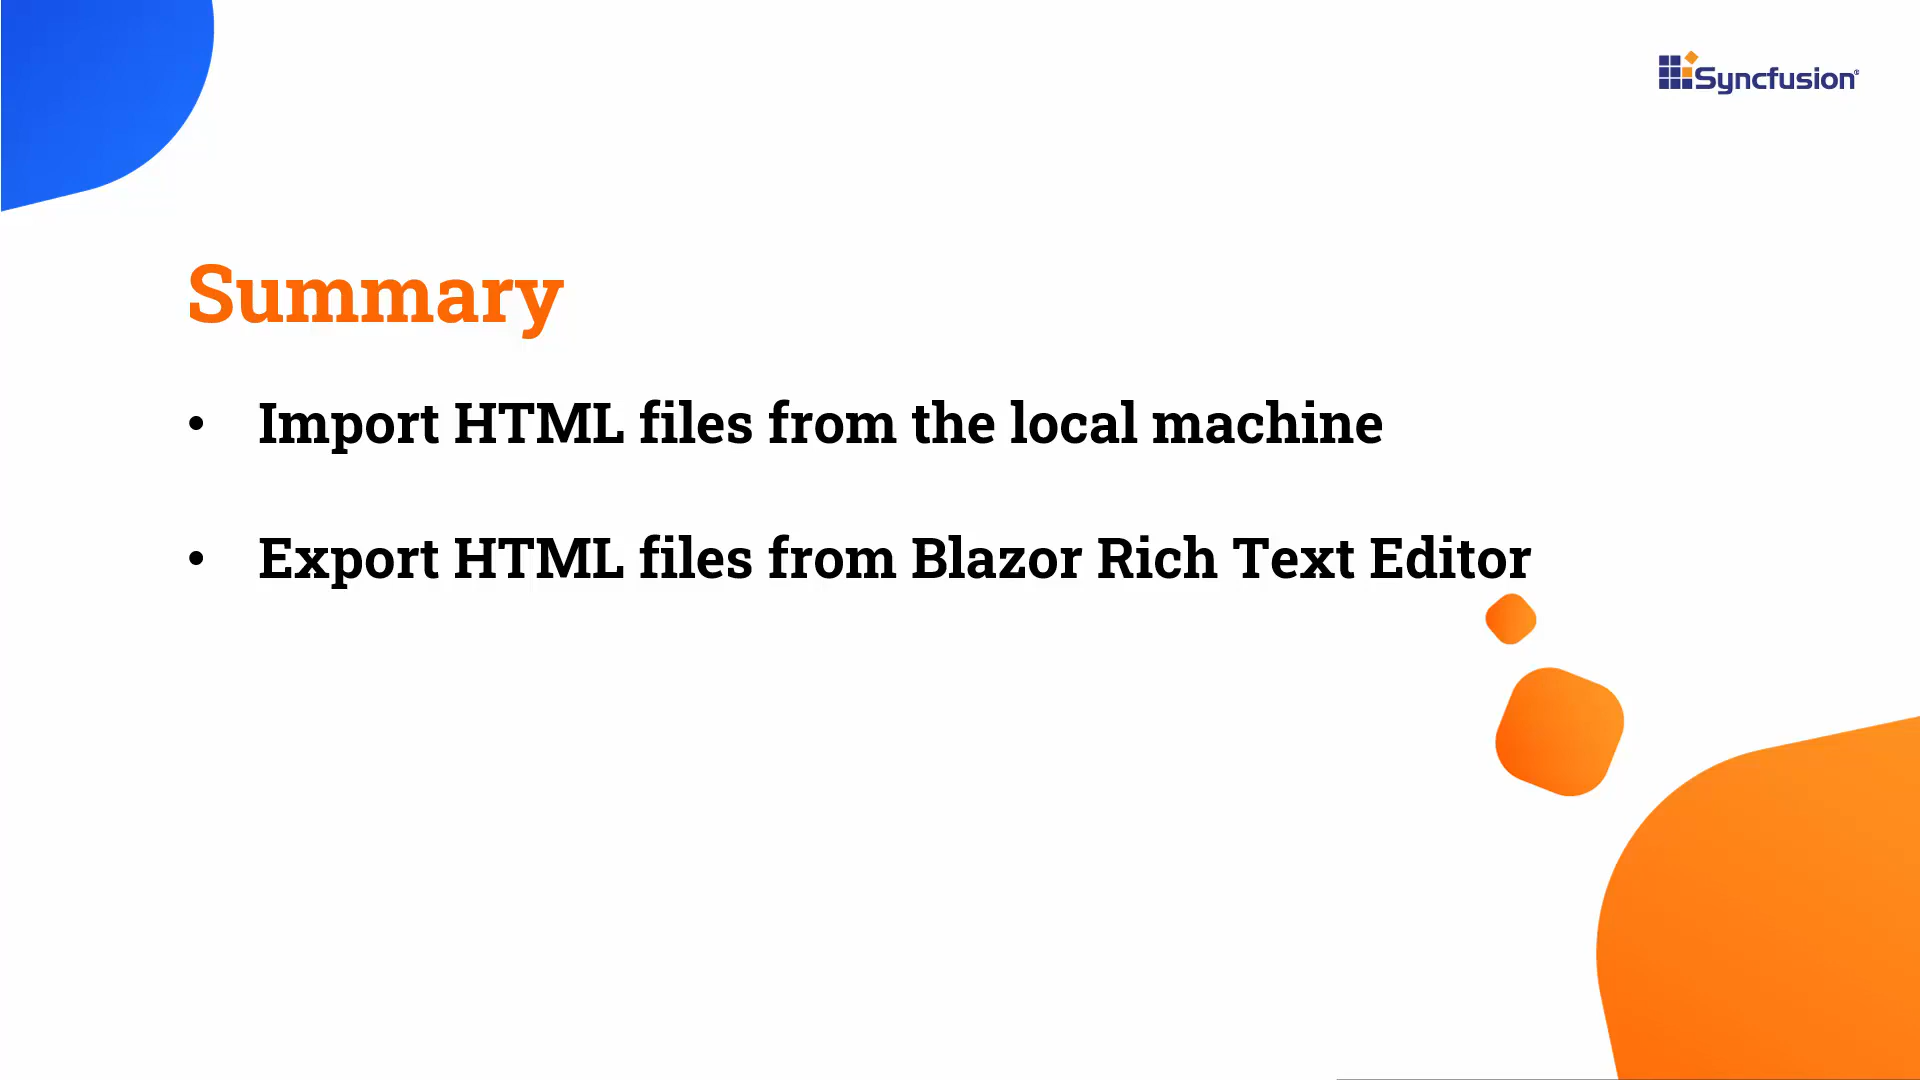 Syncfusion®
Summary
• Import HTML files from the local machine
• Export HTML files from Blazor Rich Text Editor